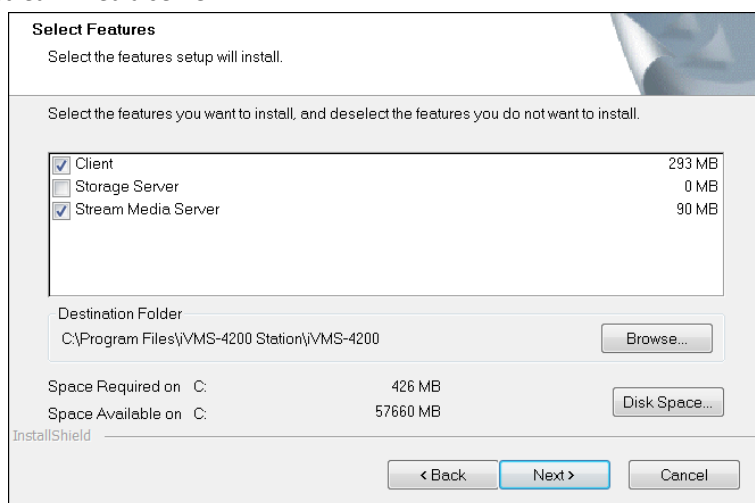 Select Features
Select the features setup will install.
Select the features you want to install, and deselect the features you do not want to install.
Client 293 MB
Storage Server 0 MB
Stream Media Server 90 MB
Destination Folder
C:\Program Files\iVMS-4200 Station\iVMS-4200 Browse...
Space Required on C: 426 MB
Space Available on C: 57660 MB
Disk Space...
InstallShield
< Back Next > Cancel